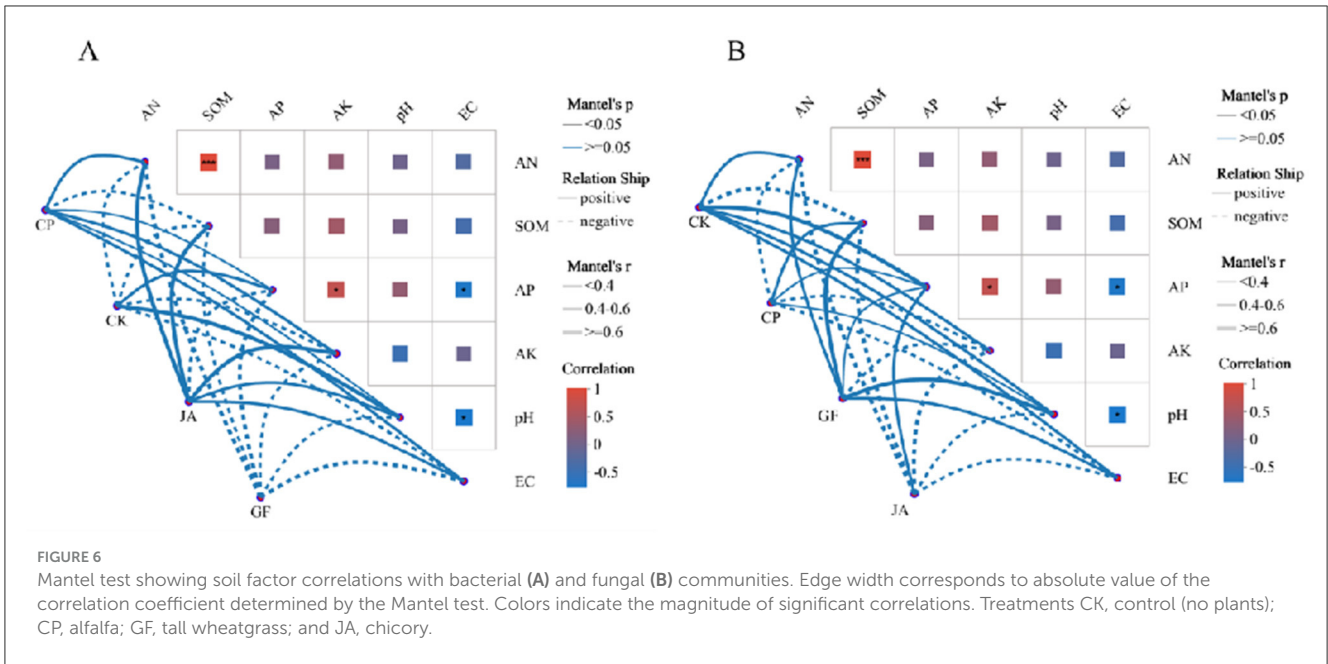 A
B
AN SOM AP AK pH EC
AN
SOM
AP
AK
pH
EC
CP
CK
JA
GF
***
*
*
*
Mantel's p
<0.05
>=0.05
Relation Ship
positive
negative
Mantel's r
<0.4
0.4-0.6
>=0.6
Correlation
1
0.5
0
-0.5
AN SOM AP AK pH EC
AN
SOM
AP
AK
pH
EC
CK
CP
GF
JA
***
*
*
*
Mantel's p
<0.05
>=0.05
Relation Ship
positive
negative
Mantel's r
<0.4
0.4-0.6
>=0.6
Correlation
1
0.5
0
-0.5
FIGURE 6
Mantel test showing soil factor correlations with bacterial (A) and fungal (B) communities. Edge width corresponds to absolute value of the
correlation coefficient determined by the Mantel test. Colors indicate the magnitude of significant correlations. Treatments CK, control (no plants);
CP, alfalfa; GF, tall wheatgrass; and JA, chicory.